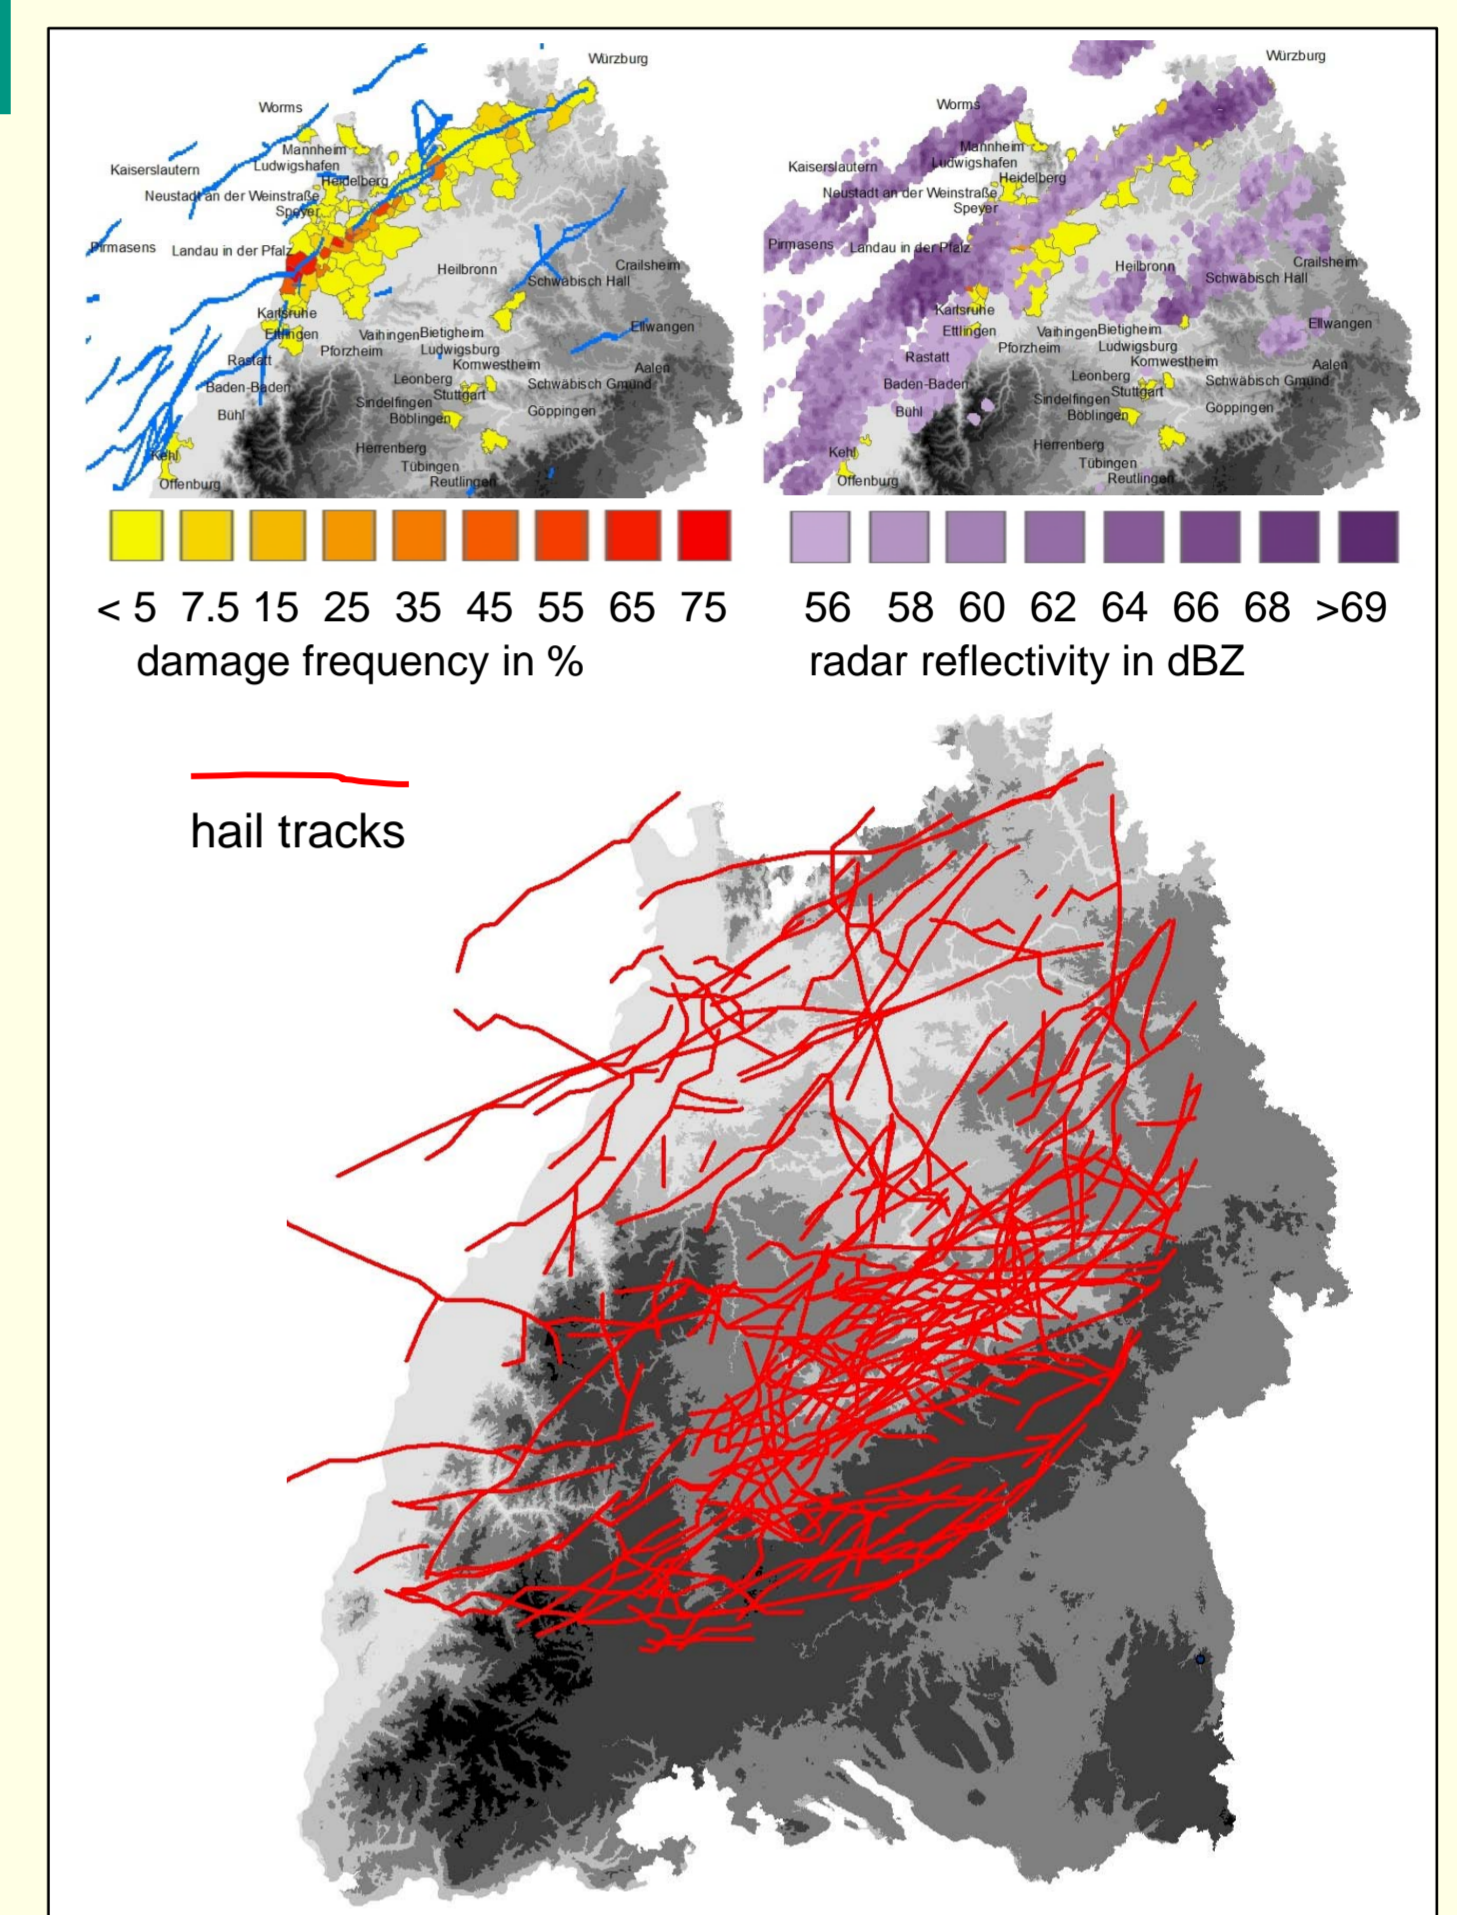 Würzburg
Worms
Mannheim
Kaiserslautern
Ludwigshafen
Heidelberg
Neustadt an der Weinstraße
Speyer
Pirmasens
Landau in der Pfalz
Heilbronn
Crailsheim
Schwäbisch Hall
Karlsruhe
Ettlingen
Vaihingen Bietigheim
Ellwangen
Pforzheim
Ludwigsburg
Rastatt
Kornwestheim
Aalen
Leonberg
Baden-Baden
Stuttgart
Schwäbisch Gmünd
Sindelfingen
Bühl
Böblingen
Göppingen
Herrenberg
Kehl
Tübingen
Offenburg
Reutlingen
< 5 7.5 15 25 35 45 55 65 75
damage frequency in %
Würzburg
Worms
Mannheim
Kaiserslautern
Ludwigshafen
Heidelberg
Neustadt an der Weinstraße
Speyer
Pirmasens
Landau in der Pfalz
Heilbronn
Crailsheim
Schwäbisch Hall
Karlsruhe
Ettlingen
Vaihingen Bietigheim
Ellwangen
Pforzheim
Ludwigsburg
Rastatt
Kornwestheim
Aalen
Leonberg
Baden-Baden
Stuttgart
Schwäbisch Gmünd
Sindelfingen
Bühl
Böblingen
Göppingen
Herrenberg
Kehl
Tübingen
Offenburg
Reutlingen
56 58 60 62 64 66 68 >69
radar reflectivity in dBZ
hail tracks